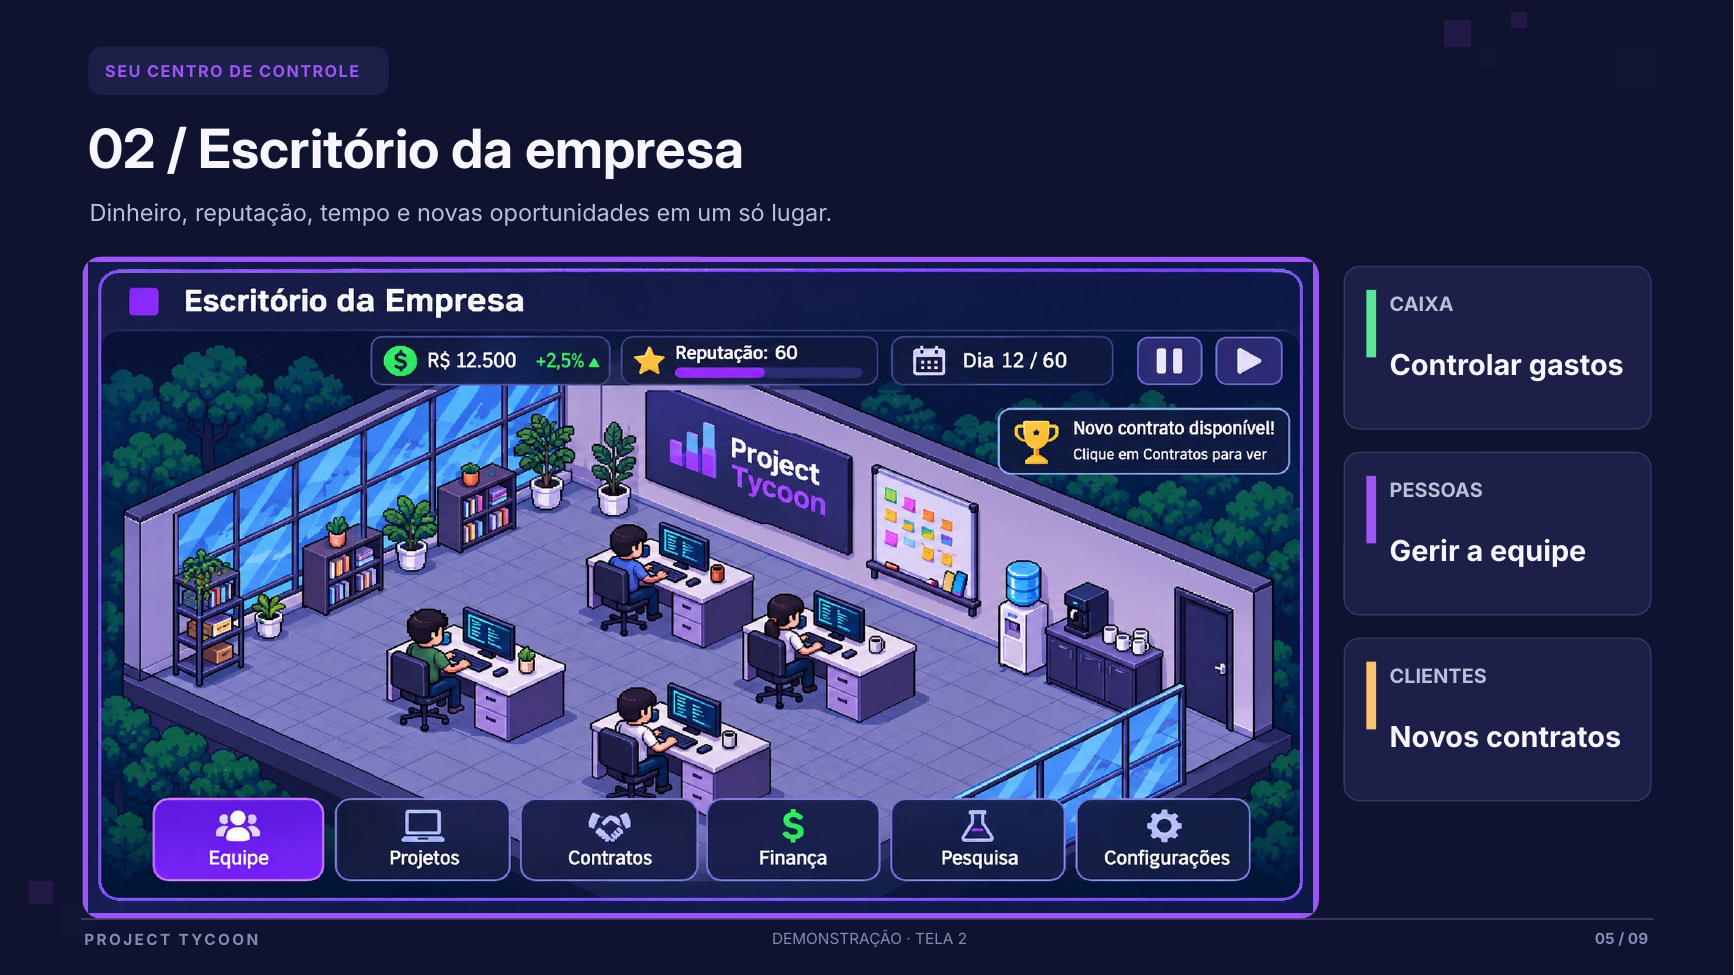 SEU CENTRO DE CONTROLE
02 / Escritório da empresa
Dinheiro, reputação, tempo e novas oportunidades em um só lugar.
Escritório da Empresa
R$ 12.500 +2,5%
Reputação: 60
Dia 12 / 60
Novo contrato disponível!
Clique em Contratos para ver
Project
Tycoon
Equipe
Projetos
Contratos
Finança
Pesquisa
Configurações
CAIXA
Controlar gastos
PESSOAS
Gerir a equipe
CLIENTES
Novos contratos
PROJECT TYCOON
DEMONSTRAÇÃO · TELA 2
05 / 09